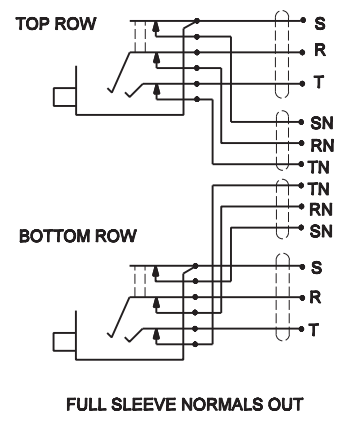 TOP ROW
S
R
T
SN
RN
TN
TN
RN
SN
BOTTOM ROW
S
R
T
FULL SLEEVE NORMALS OUT